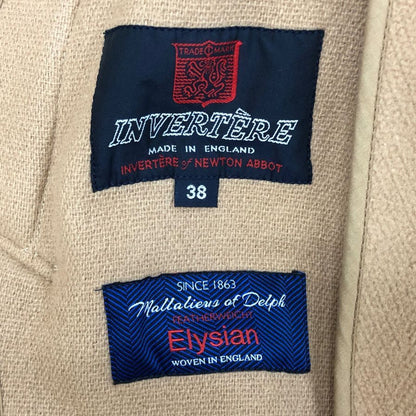 TRADE MARK
INVERTÈRE
MADE IN ENGLAND
INVERTÈRE of NEWTON ABBOT
38
SINCE 1863
Mallalieus of Delph
FEATHERWEIGHT
Elysian
WOVEN IN ENGLAND